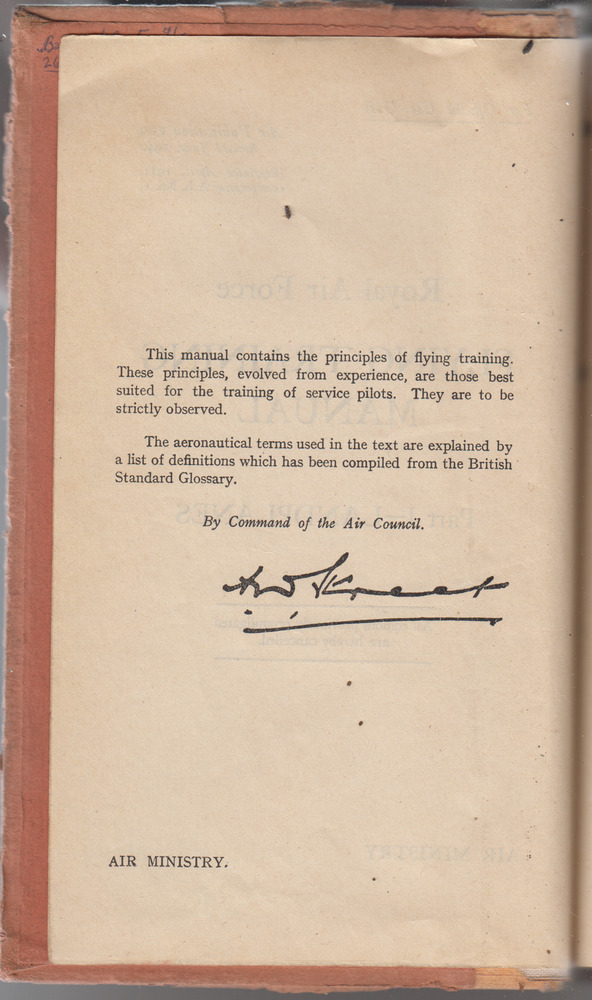 This manual contains the principles of flying training.
These principles, evolved from experience, are those best
suited for the training of service pilots. They are to be
strictly observed.
The aeronautical terms used in the text are explained by
a list of definitions which has been compiled from the British
Standard Glossary.
By Command of the Air Council.
AIR MINISTRY.